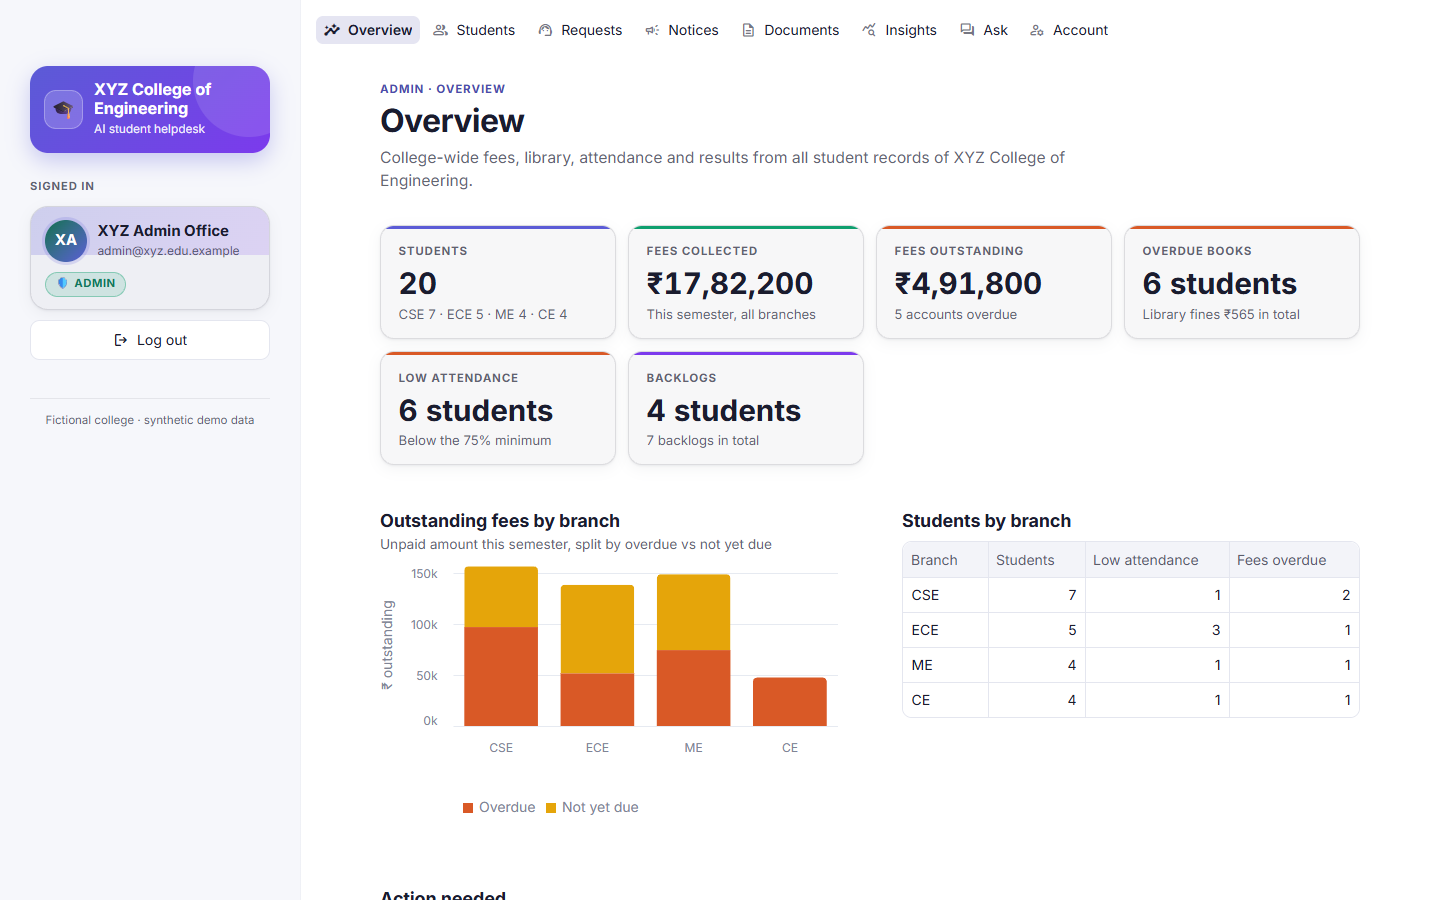 XYZ College of
Engineering
AI student helpdesk
SIGNED IN
XA
XYZ Admin Office
admin@xyz.edu.example
ADMIN
Log out
Fictional college · synthetic demo data
Overview
Students
Requests
Notices
Documents
Insights
Ask
Account
ADMIN · OVERVIEW
Overview
College-wide fees, library, attendance and results from all student records of XYZ College of
Engineering.
STUDENTS
20
CSE 7 · ECE 5 · ME 4 · CE 4
FEES COLLECTED
₹17,82,200
This semester, all branches
FEES OUTSTANDING
₹4,91,800
5 accounts overdue
OVERDUE BOOKS
6 students
Library fines ₹565 in total
LOW ATTENDANCE
6 students
Below the 75% minimum
BACKLOGS
4 students
7 backlogs in total
Outstanding fees by branch
Unpaid amount this semester, split by overdue vs not yet due
₹ outstanding
150k
100k
50k
0k
CSE ECE ME CE
Overdue Not yet due
Students by branch
Branch Students Low attendance Fees overdue
CSE 7 1 2
ECE 5 3 1
ME 4 1 1
CE 4 1 1
Action needed